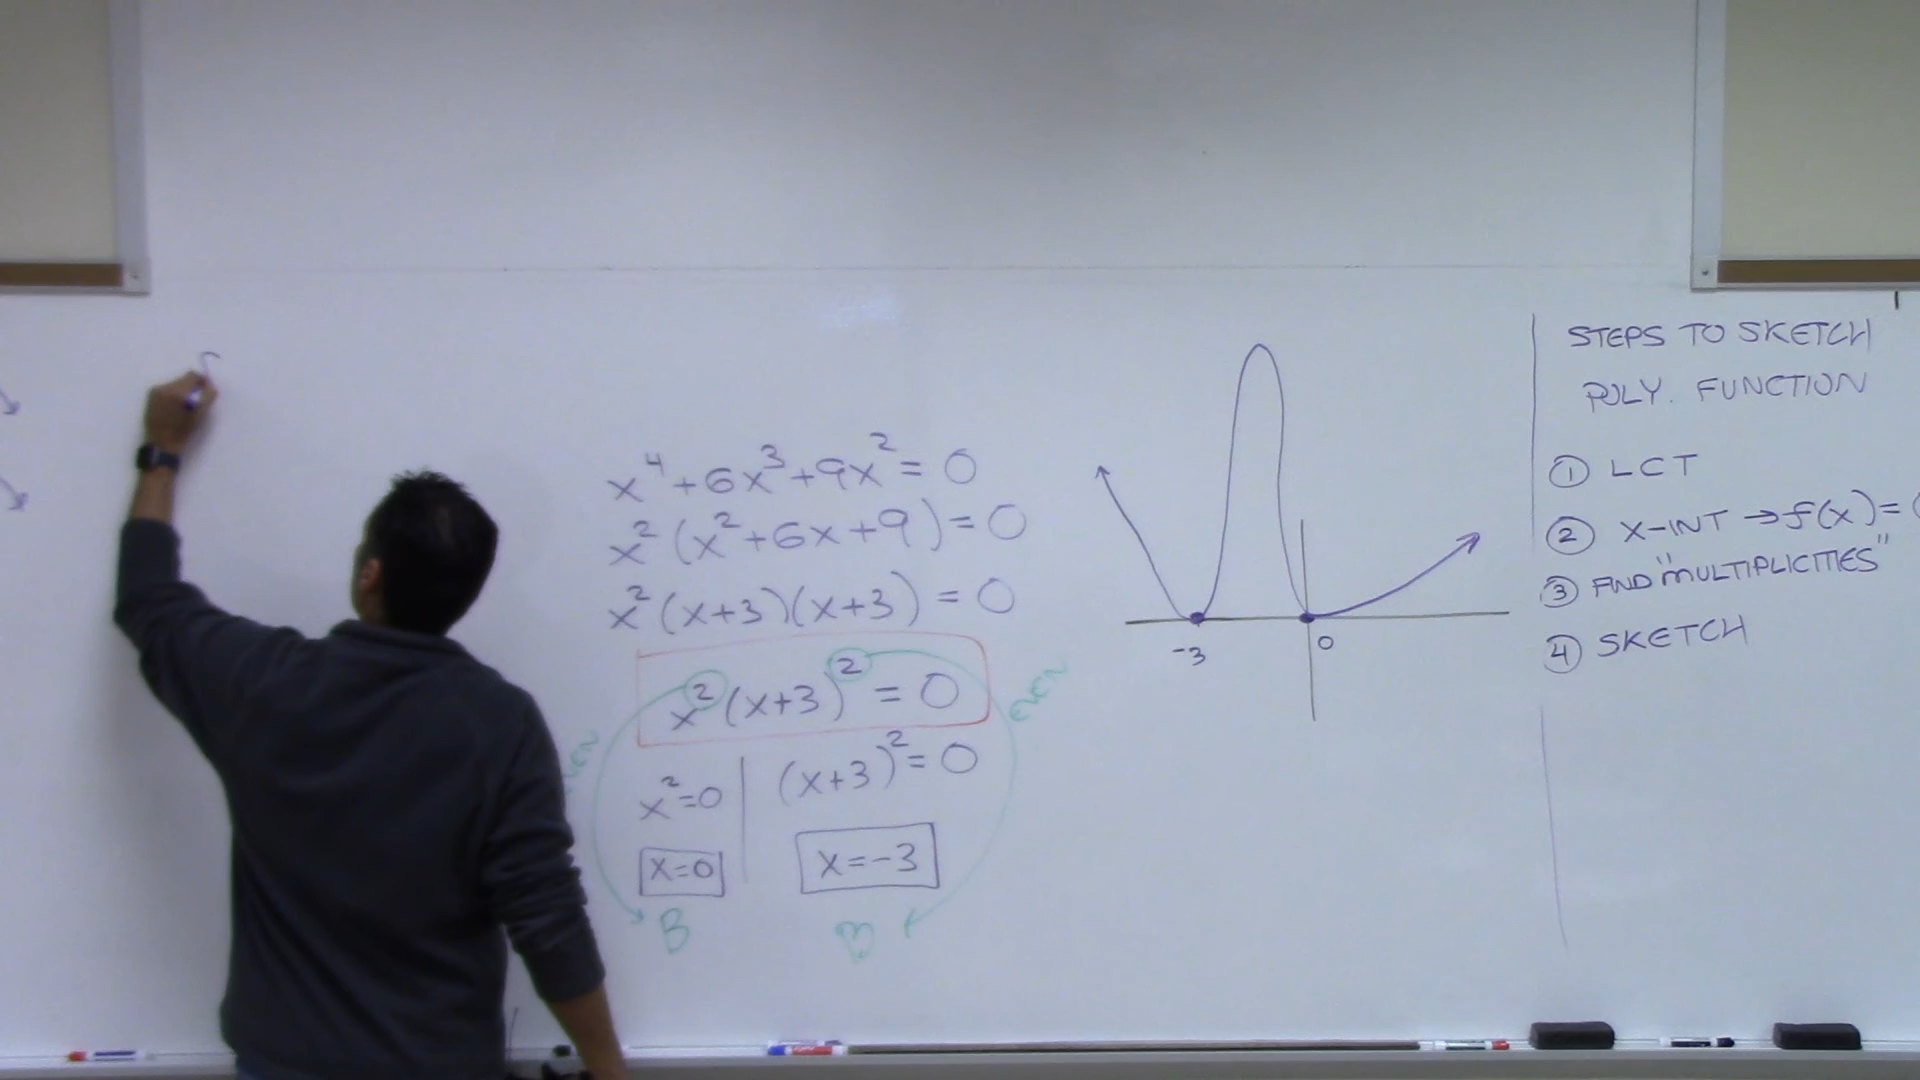 x⁴+6x³+9x²=0
x²(x²+6x+9)=0
x²(x+3)(x+3)=0
x²(x+3)²=0
EVEN
x²=0
(x+3)²=0
x=0
x=-3
B
B
-3
0
STEPS TO SKETCH
POLY. FUNCTION
① LCT
② X-INT → f(x)=
③ FIND "MULTIPLICITIES"
④ SKETCH